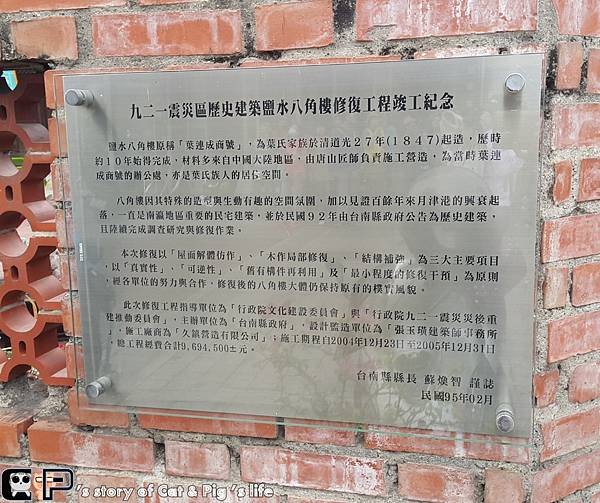 九二一震災區歷史建築鹽水八角樓修復工程竣工紀念
鹽水八角樓原稱「葉連成商號」，為葉氏家族於清道光27年(1847)起造，歷時
約10年始得完成，材料多來自中國大陸地區，由唐山匠師負責施工營造，為當時葉連
成商號的辦公處，亦是葉氏族人的居住空間。
八角樓因其特殊的造型與生動有趣的空間氛圍，加以見證百餘年來月津港的興衰起
落，一直是南瀛地區重要的民宅建築，並於民國92年由台南縣政府公告為歷史建築，
且陸續完成調查研究與修復作業。
本次修復以「屋面解體仿作」、「木作局部修復」、「結構補強」為三大主要項目
，以「真實性」、「可逆性」、「舊有構件再利用」及「最小程度的修復干預」為原則
，經各單位的努力與合作，修復後的八角樓大體仍保持原有的樸實風貌。
此次修復工程指導單位為「行政院文化建設委員會」與「行政院九二一震災災後重
建推動委員會」，主辦單位為「台南縣政府」，設計監造單位為「張玉璜建築師事務所
」，施工廠商為「久鎮營造有限公司」；施工期程自2004年12月23日至2005年12月31日
，總工程經費合計9,694,500±元。
台南縣縣長 蘇煥智 謹誌
民國95年02月
CP's story of Cat & Pig's life